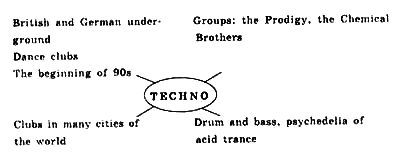 British and German under-
ground
Dance clubs
The beginning of 90s
Groups: the Prodigy, the Chemical
Brothers
TECHNO
Clubs in many cities of
the world
Drum and bass, psychedelia of
acid trance